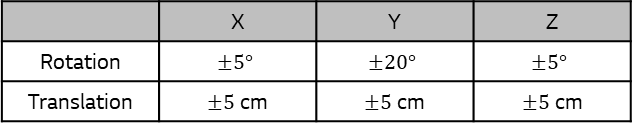 X Y Z
Rotation ±5° ±20° ±5°
Translation ±5 cm ±5 cm ±5 cm